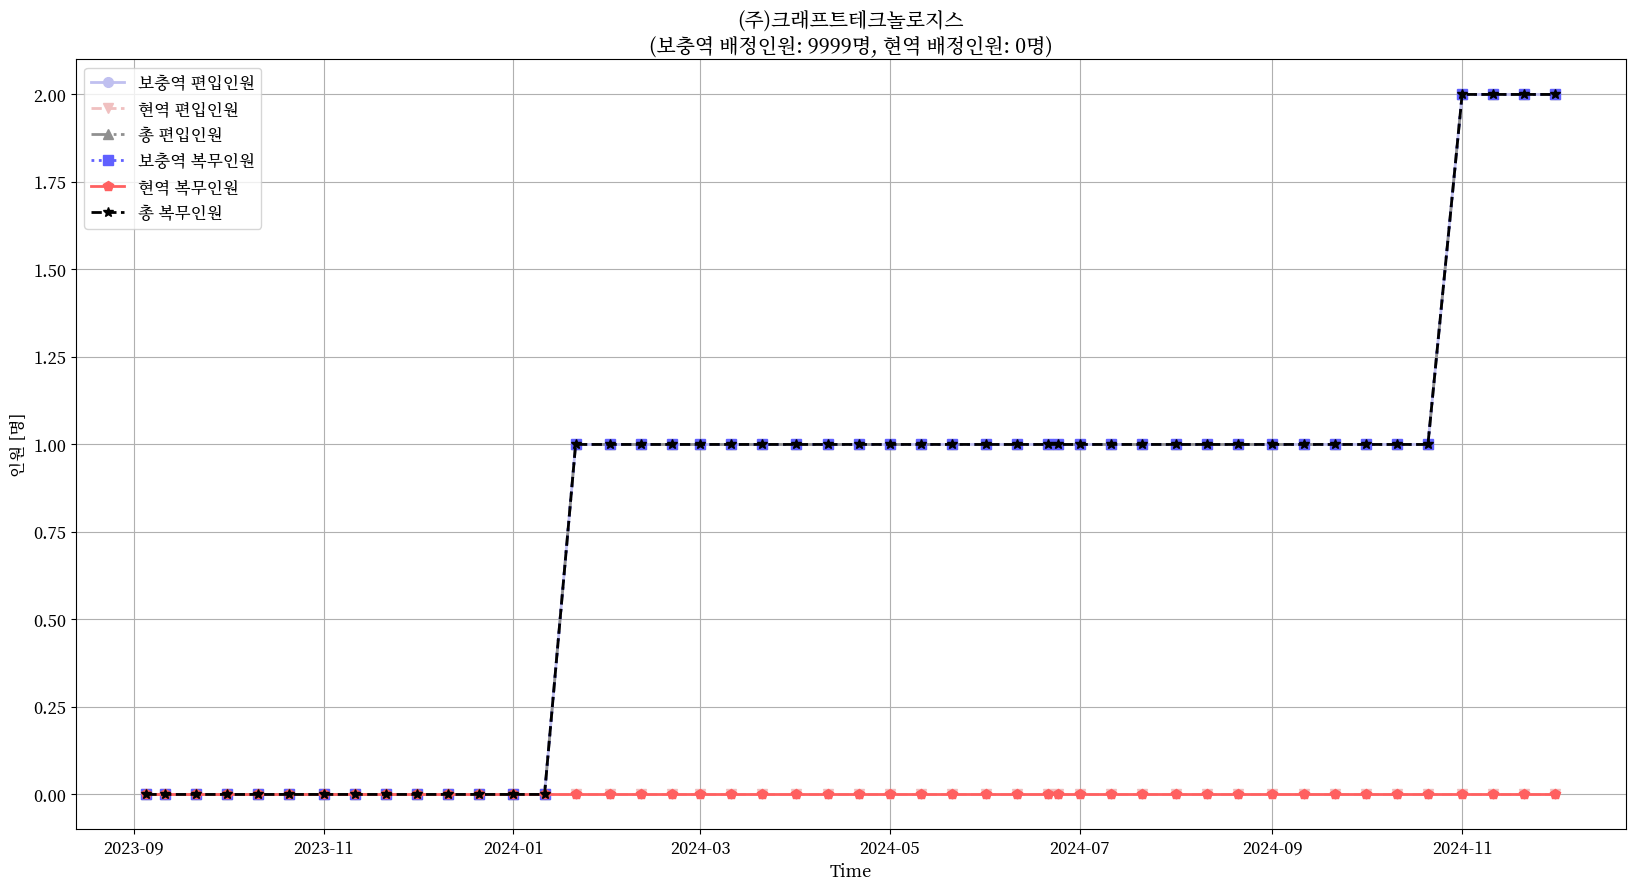 (주)크래프트테크놀로지스
(보충역 배정인원: 9999명, 현역 배정인원: 0명)
보충역 편입인원
현역 편입인원
총 편입인원
보충역 복무인원
현역 복무인원
총 복무인원
인원 [명]
2.00
1.75
1.50
1.25
1.00
0.75
0.50
0.25
0.00
2023-09 2023-11 2024-01 2024-03 2024-05 2024-07 2024-09 2024-11
Time